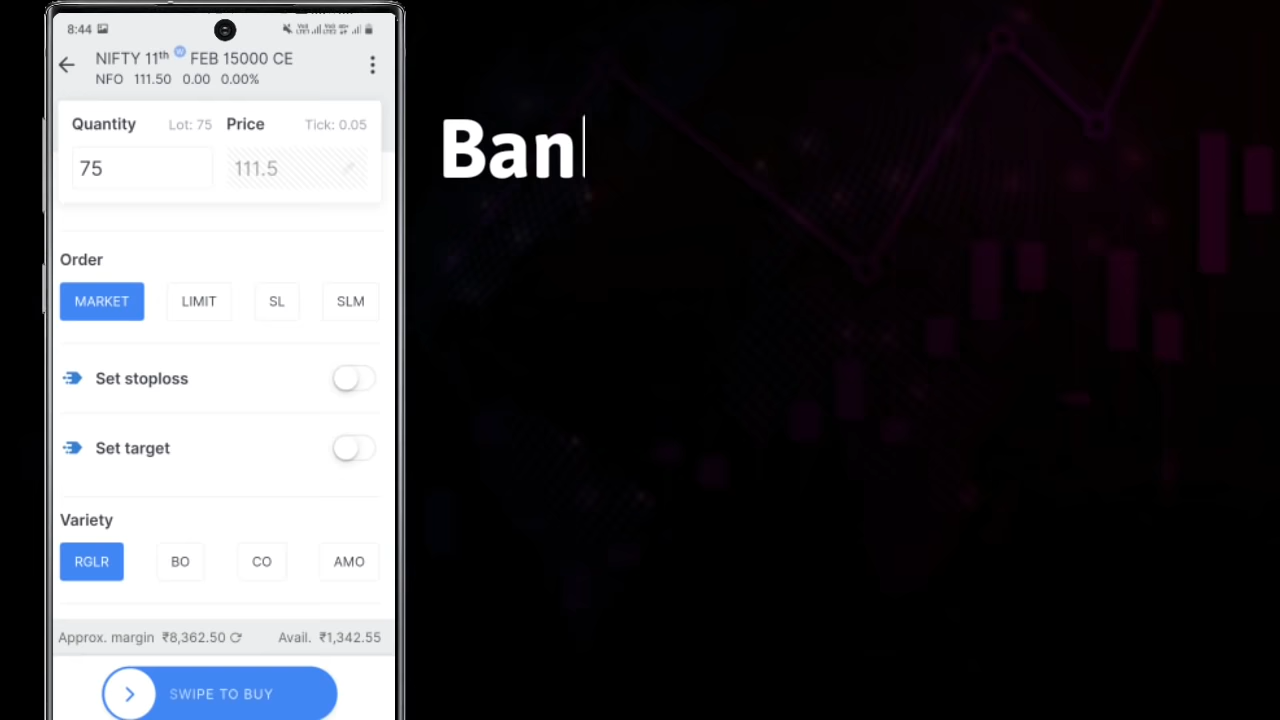 8:44
NIFTY 11th W FEB 15000 CE
NFO 111.50 0.00 0.00%
Quantity Lot: 75 Price Tick: 0.05
75 111.5
Order
MARKET LIMIT SL SLM
Set stoploss
Set target
Variety
RGLR BO CO AMO
Approx. margin ₹8,362.50 Avail. ₹1,342.55
SWIPE TO BUY
Ban